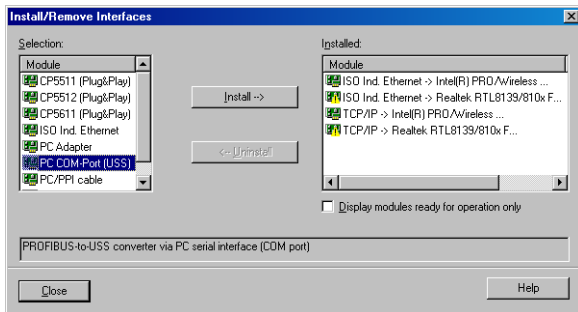 Install/Remove Interfaces
Selection:
Module
CP5511 (Plug&Play)
CP5512 (Plug&Play)
CP5611 (Plug&Play)
ISO Ind. Ethernet
PC Adapter
PC COM-Port (USS)
PC/PPI cable
Install -->
<-- Uninstall
Installed:
Module
ISO Ind. Ethernet -> Intel(R) PRO/Wireless ...
ISO Ind. Ethernet -> Realtek RTL8139/810x F...
TCP/IP -> Intel(R) PRO/Wireless ...
TCP/IP -> Realtek RTL8139/810x F...
Display modules ready for operation only
PROFIBUS-to-USS converter via PC serial interface (COM port)
Close
Help